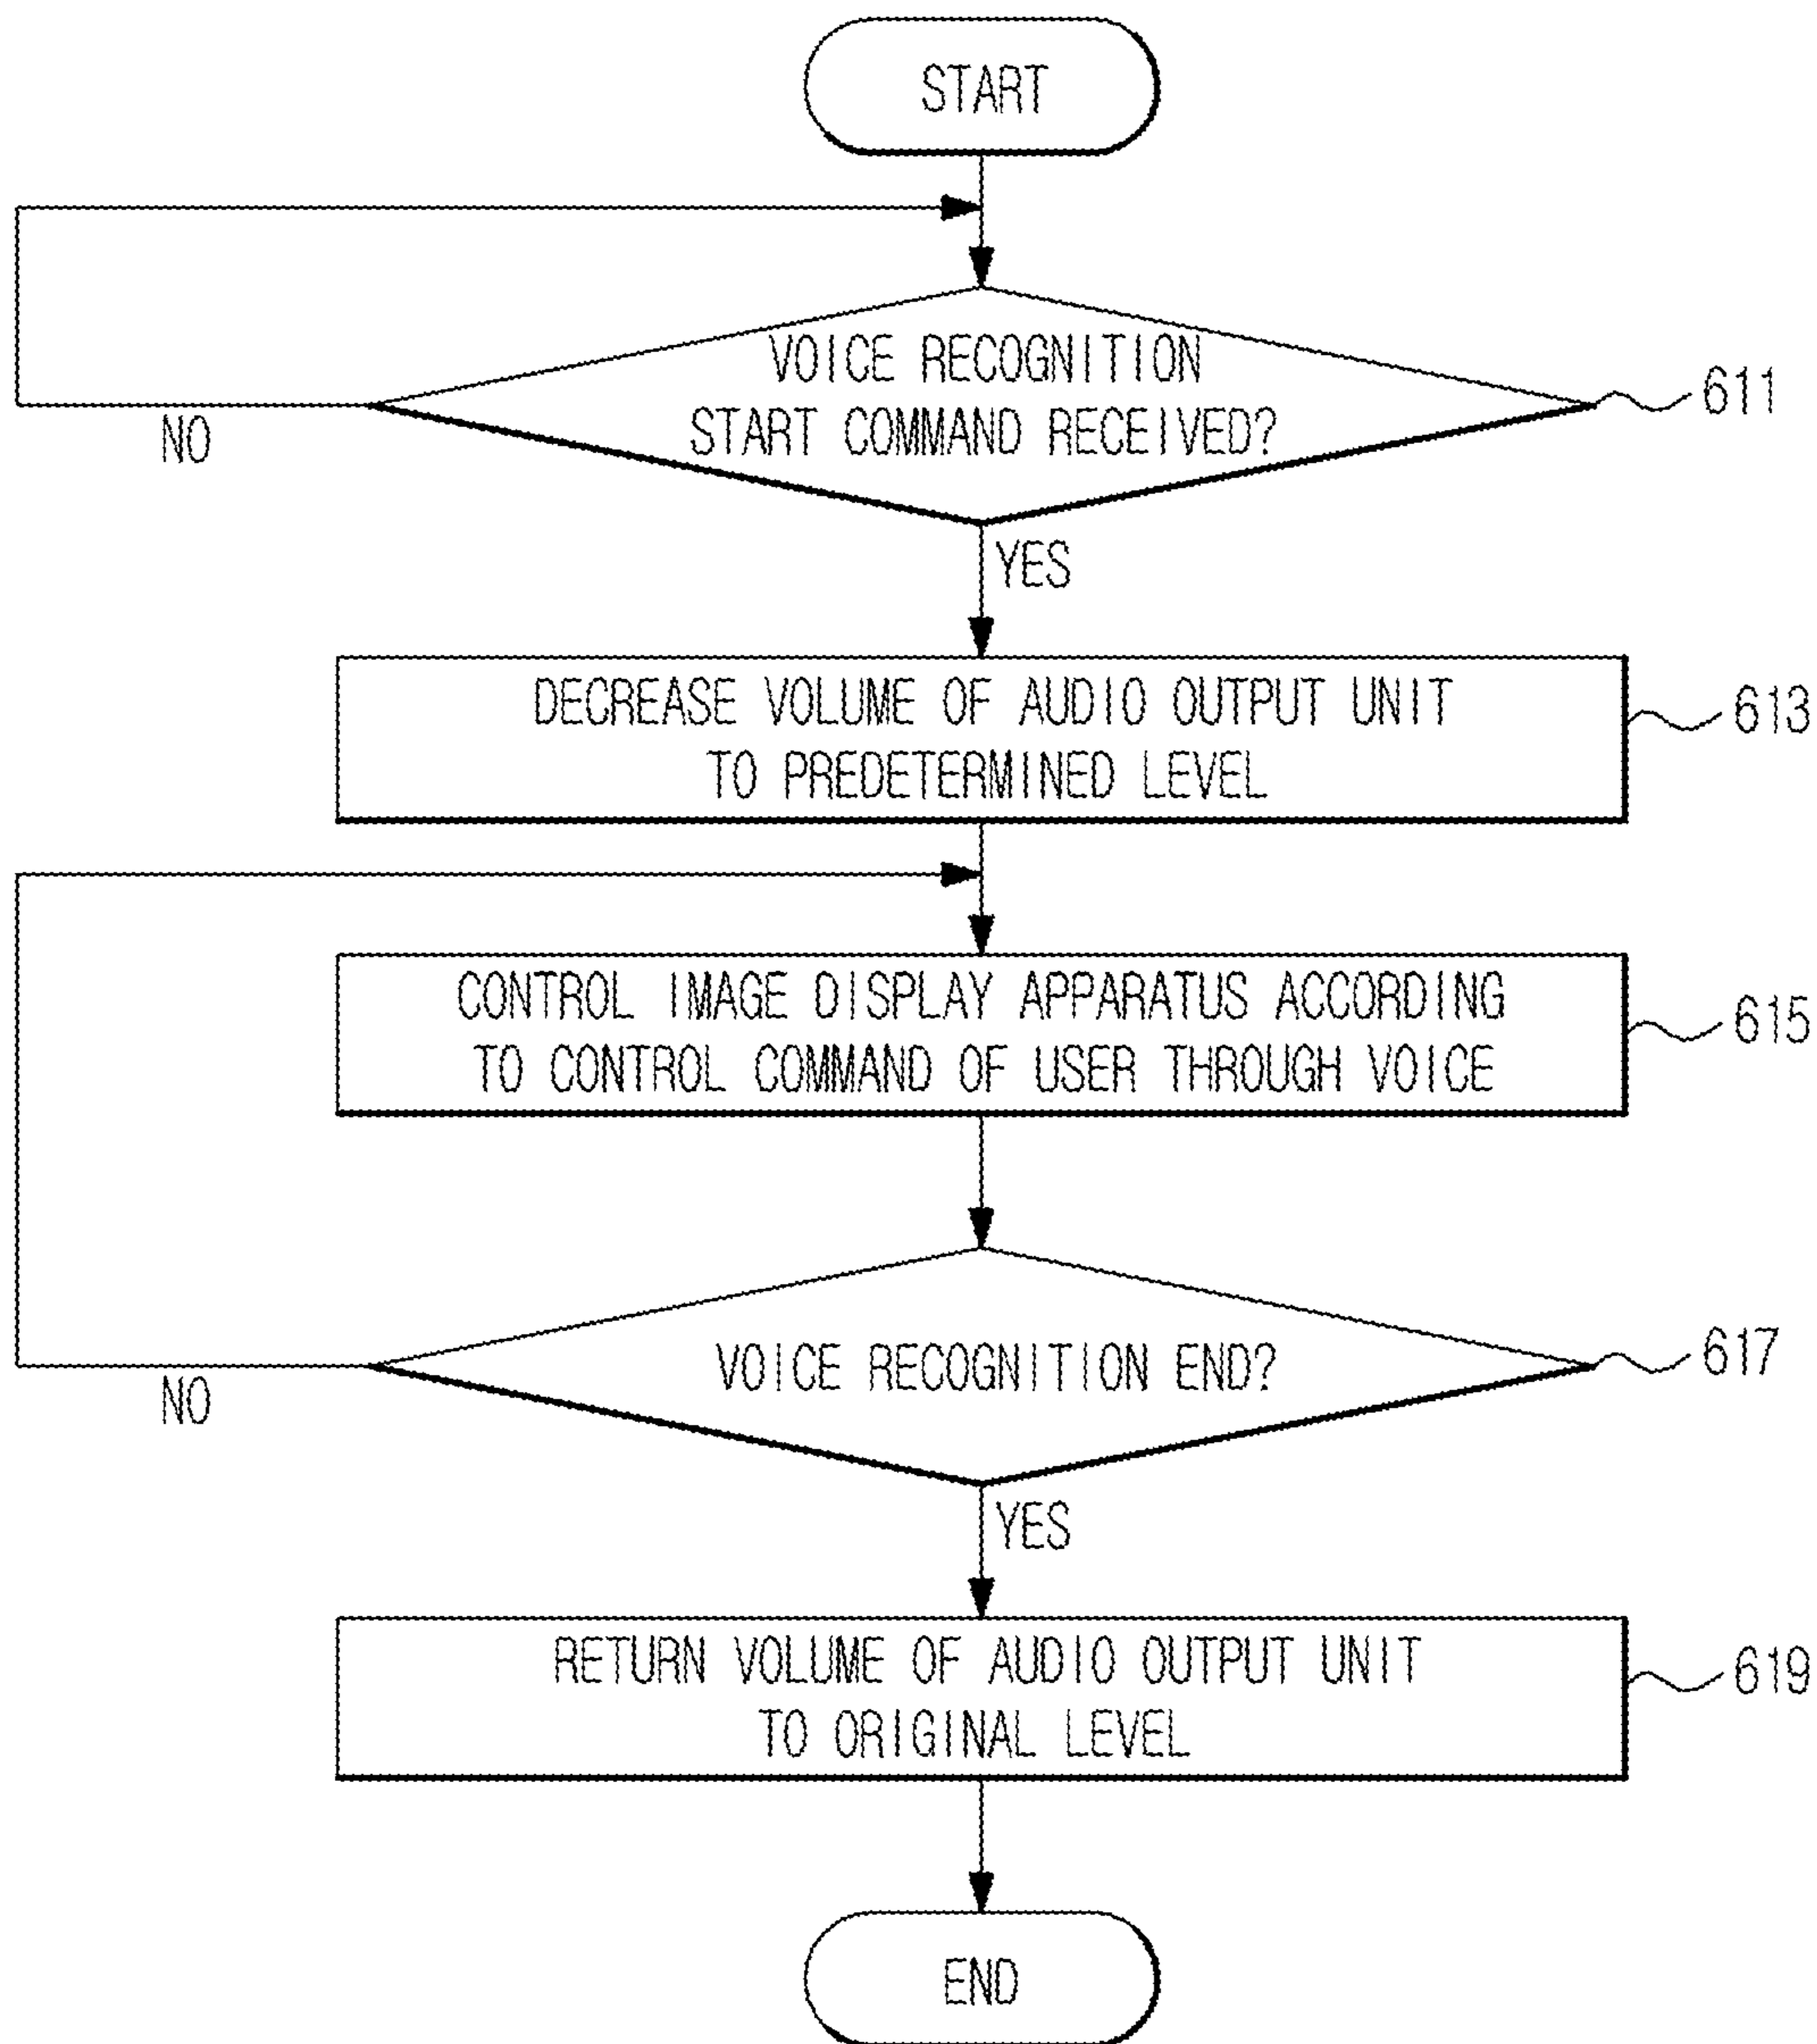 START
VOICE RECOGNITION
START COMMAND RECEIVED?
611
NO
YES
DECREASE VOLUME OF AUDIO OUTPUT UNIT
TO PREDETERMINED LEVEL
613
CONTROL IMAGE DISPLAY APPARATUS ACCORDING
TO CONTROL COMMAND OF USER THROUGH VOICE
615
VOICE RECOGNITION END?
617
NO
YES
RETURN VOLUME OF AUDIO OUTPUT UNIT
TO ORIGINAL LEVEL
619
END